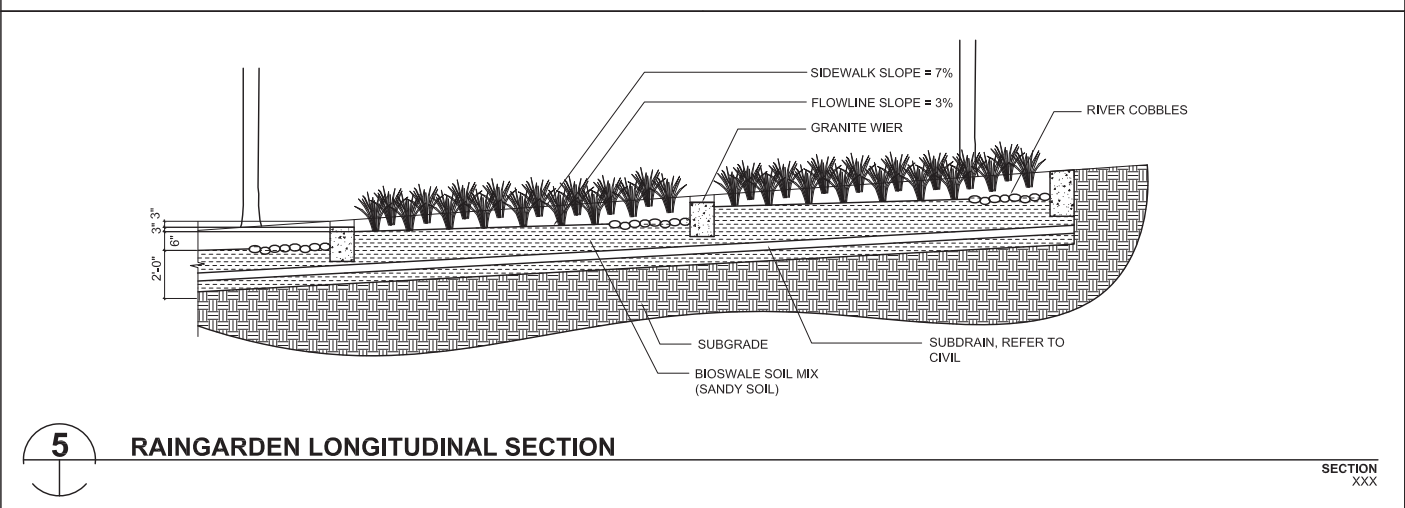 SIDEWALK SLOPE = 7%
FLOWLINE SLOPE = 3%
GRANITE WIER
RIVER COBBLES
3" 3"
6"
2'-0"
SUBGRADE
SUBDRAIN, REFER TO
CIVIL
BIOSWALE SOIL MIX
(SANDY SOIL)
5
RAINGARDEN LONGITUDINAL SECTION
SECTION
XXX